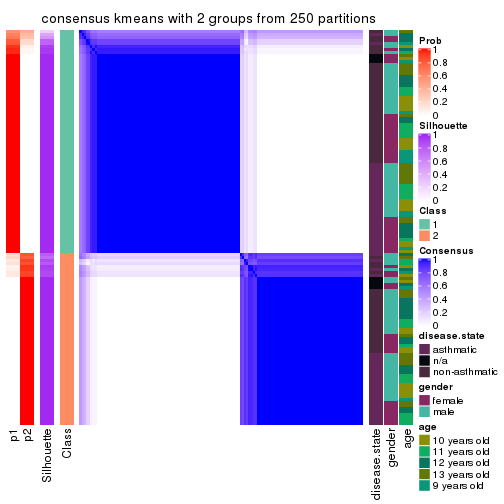 consensus kmeans with 2 groups from 250 partitions
Prob
1
0.8
0.6
0.4
0.2
0
Silhouette
1
0.8
0.6
0.4
0.2
0
Class
1
2
Consensus
1
0.8
0.6
0.4
0.2
0
disease.state
asthmatic
n/a
non-asthmatic
gender
female
male
age
10 years old
11 years old
12 years old
13 years old
9 years old
p1
p2
Silhouette
Class
disease.state
gender
age